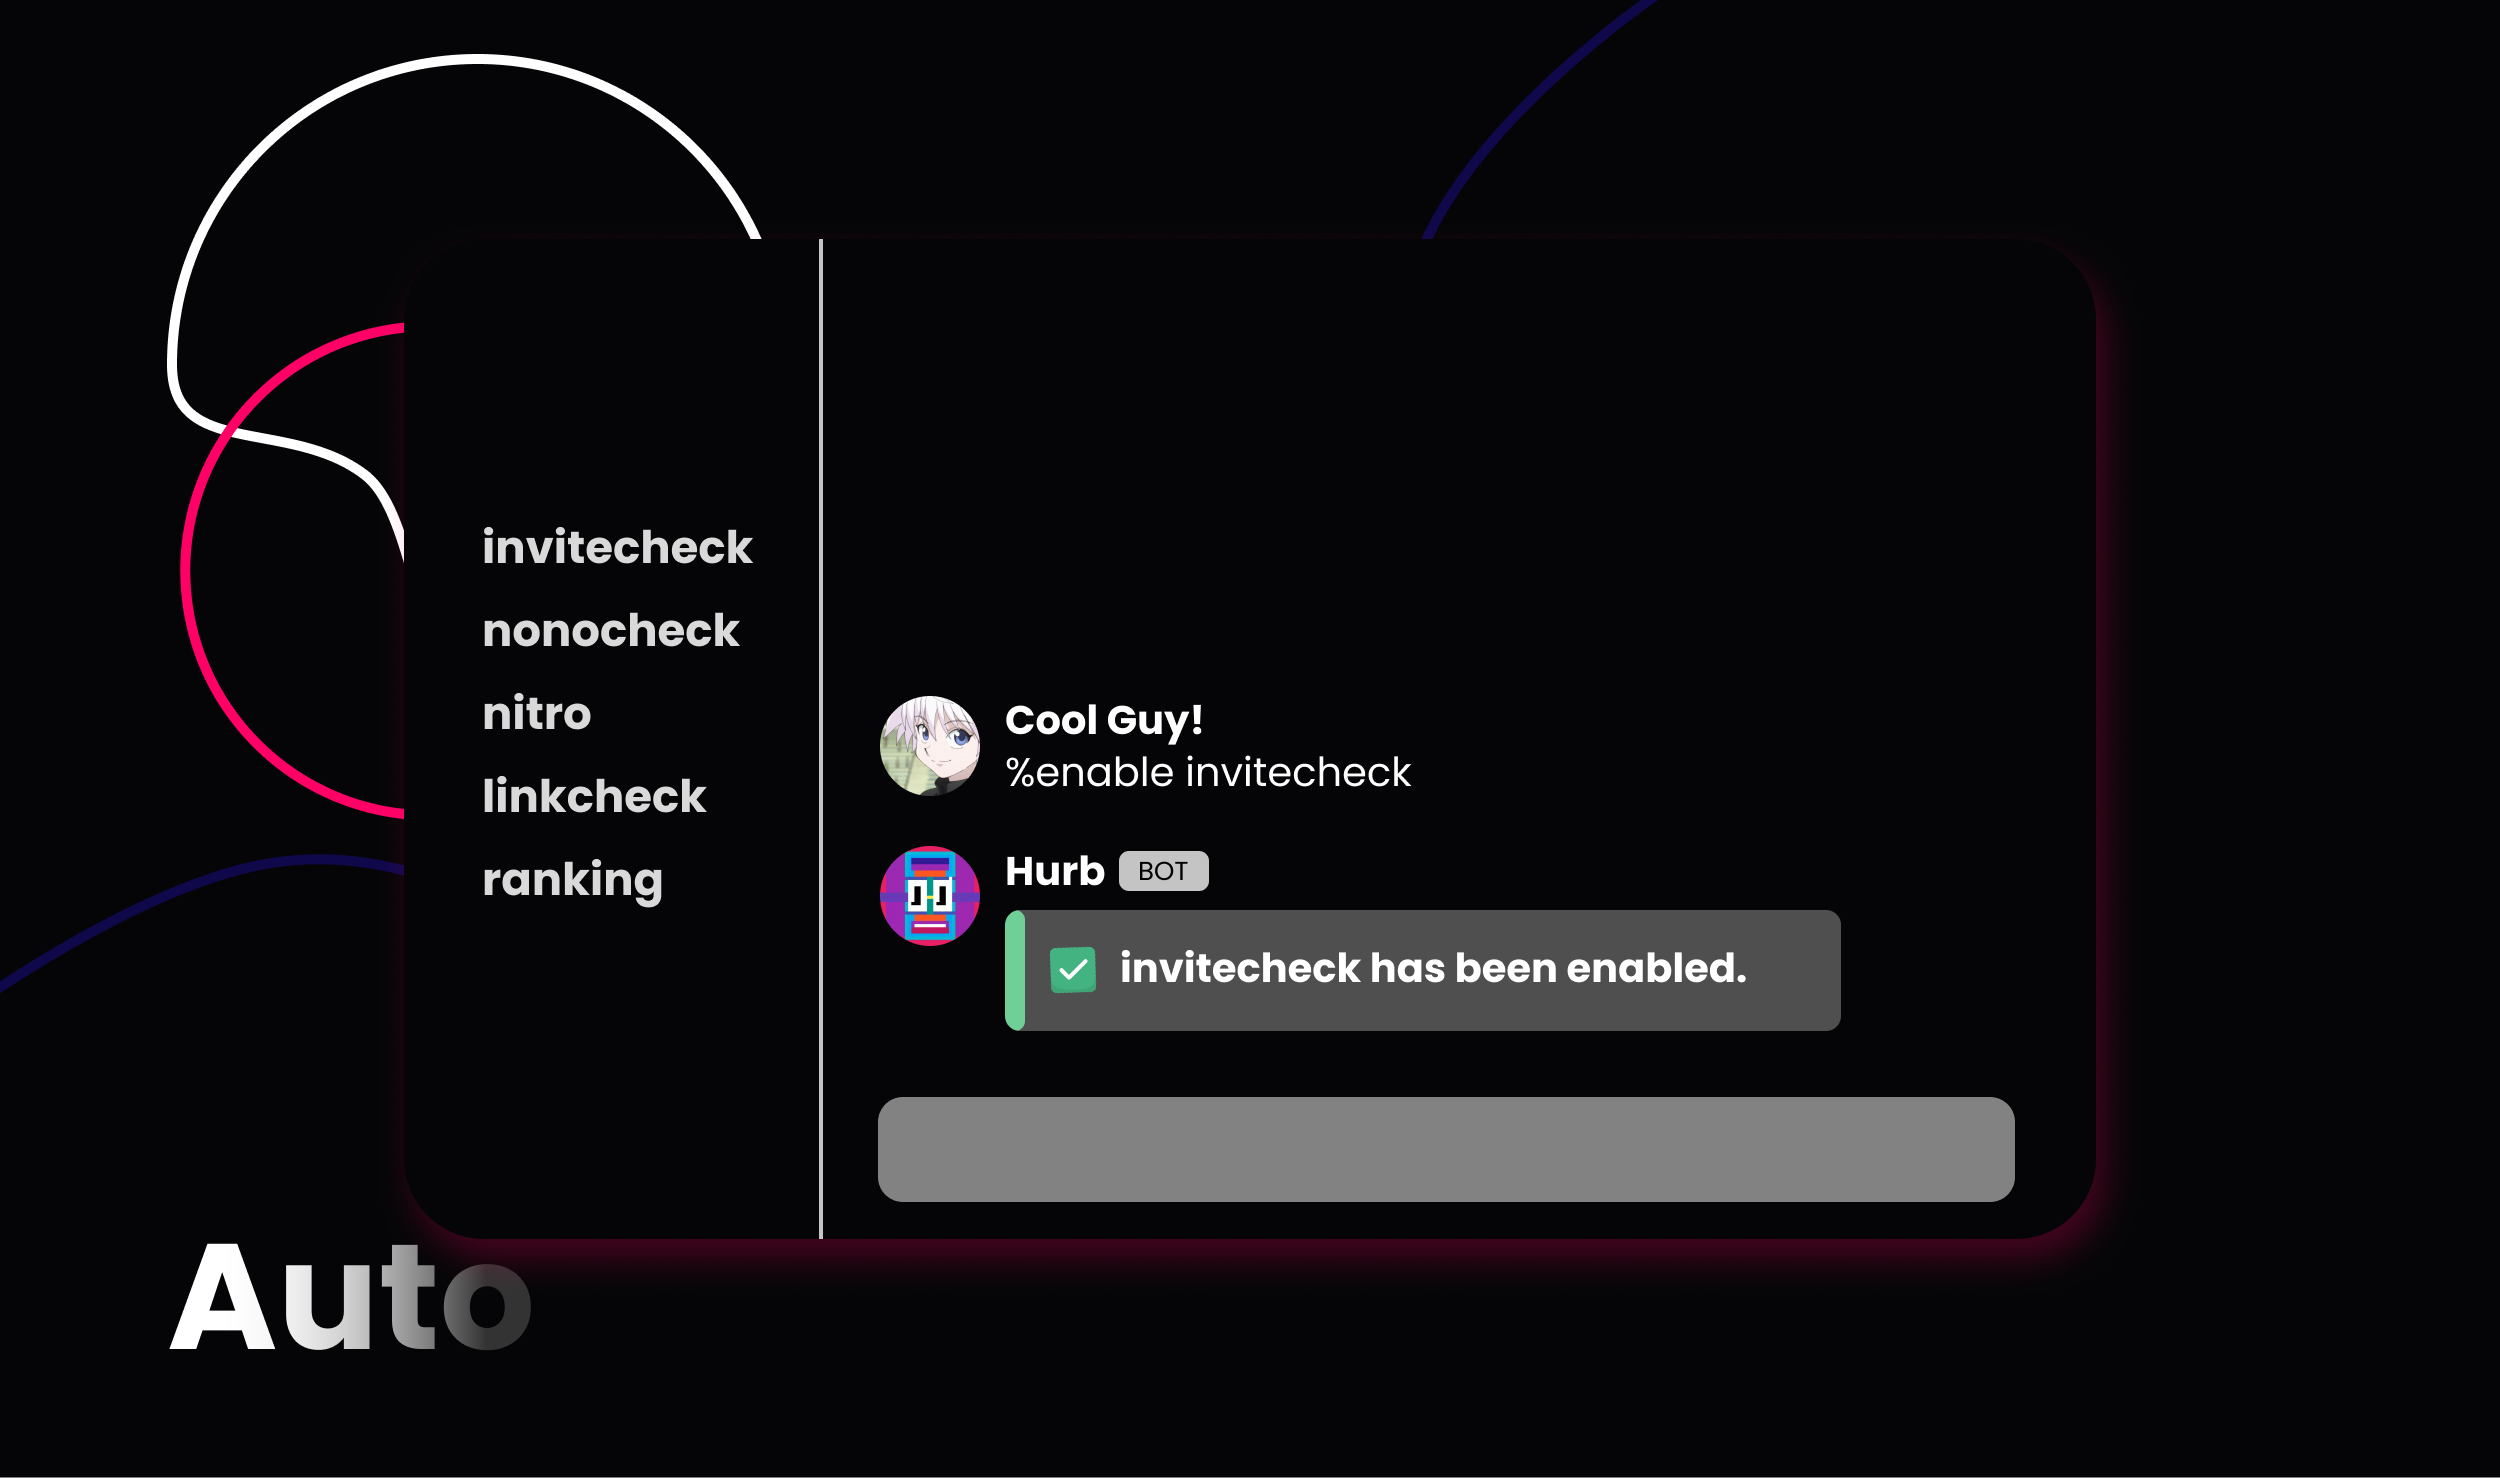 invitecheck
nonocheck
nitro
linkcheck
ranking
Cool Guy!
%enable invitecheck
Hurb BOT
invitecheck has been enabled.
Auto